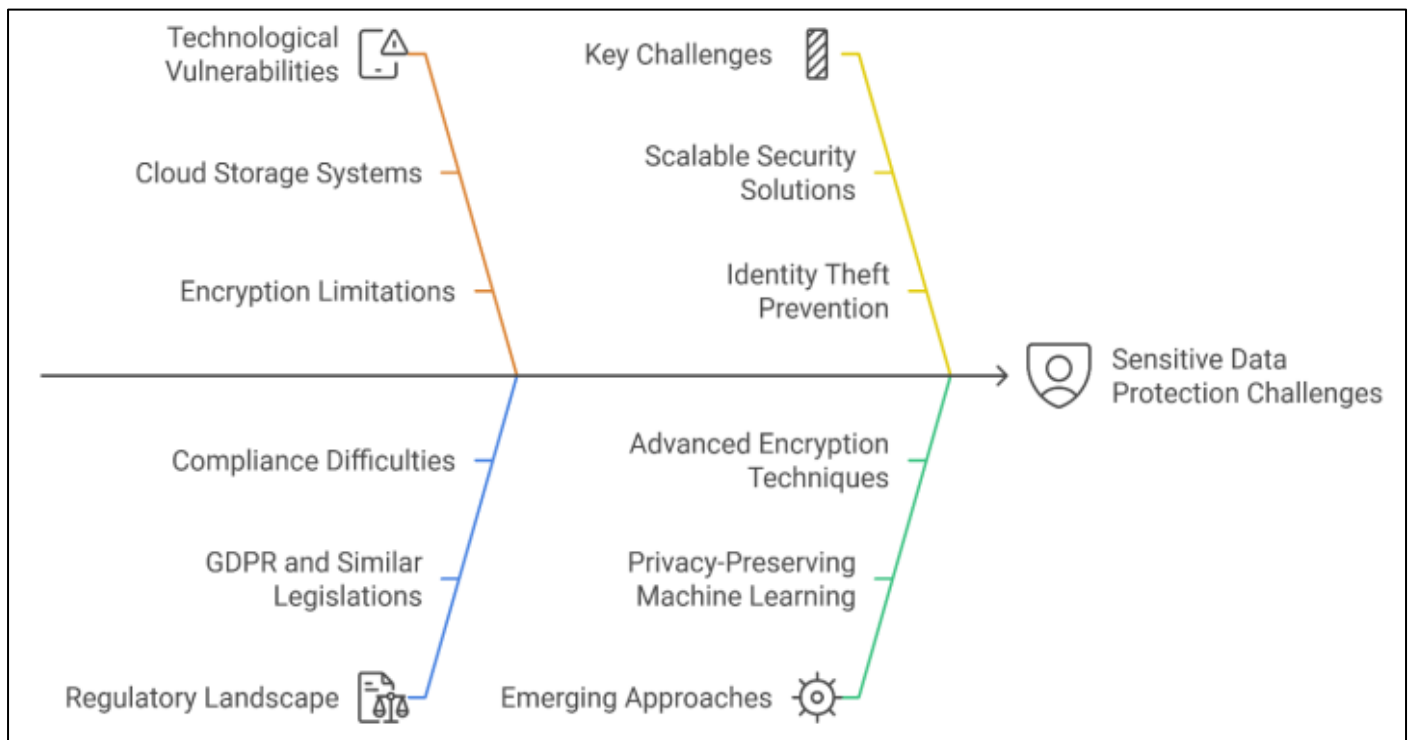 Technological
Vulnerabilities
Cloud Storage Systems
Encryption Limitations
Key Challenges
Scalable Security
Solutions
Identity Theft
Prevention
Sensitive Data
Protection Challenges
Compliance Difficulties
GDPR and Similar
Legislations
Regulatory Landscape
Advanced Encryption
Techniques
Privacy-Preserving
Machine Learning
Emerging Approaches